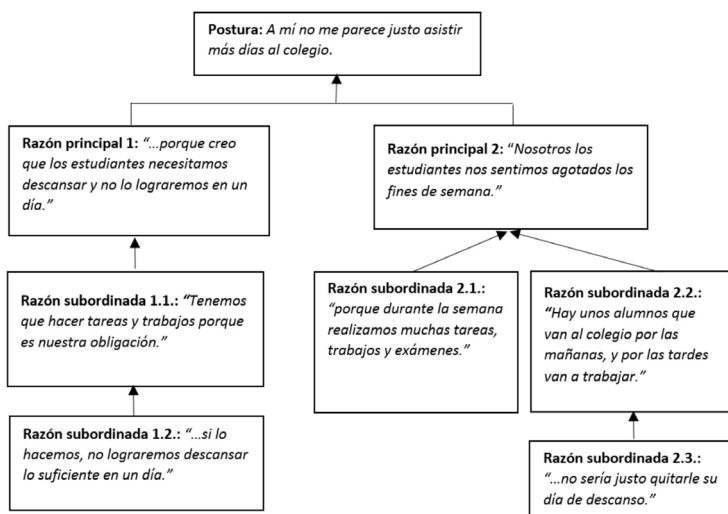 Postura: A mí no me parece justo asistir
más días al colegio.
Razón principal 1: “...porque creo
que los estudiantes necesitamos
descansar y no lo lograremos en un
día.”
Razón principal 2: “Nosotros los
estudiantes nos sentimos agotados los
fines de semana.”
Razón subordinada 1.1.: “Tenemos
que hacer tareas y trabajos porque
es nuestra obligación.”
Razón subordinada 2.1.:
“porque durante la semana
realizamos muchas tareas,
trabajos y exámenes.”
Razón subordinada 2.2.:
“Hay unos alumnos que
van al colegio por las
mañanas, y por las tardes
van a trabajar.”
Razón subordinada 1.2.: “...si lo
hacemos, no lograremos descansar
lo suficiente en un día.”
Razón subordinada 2.3.:
“...no sería justo quitarle su
día de descanso.”